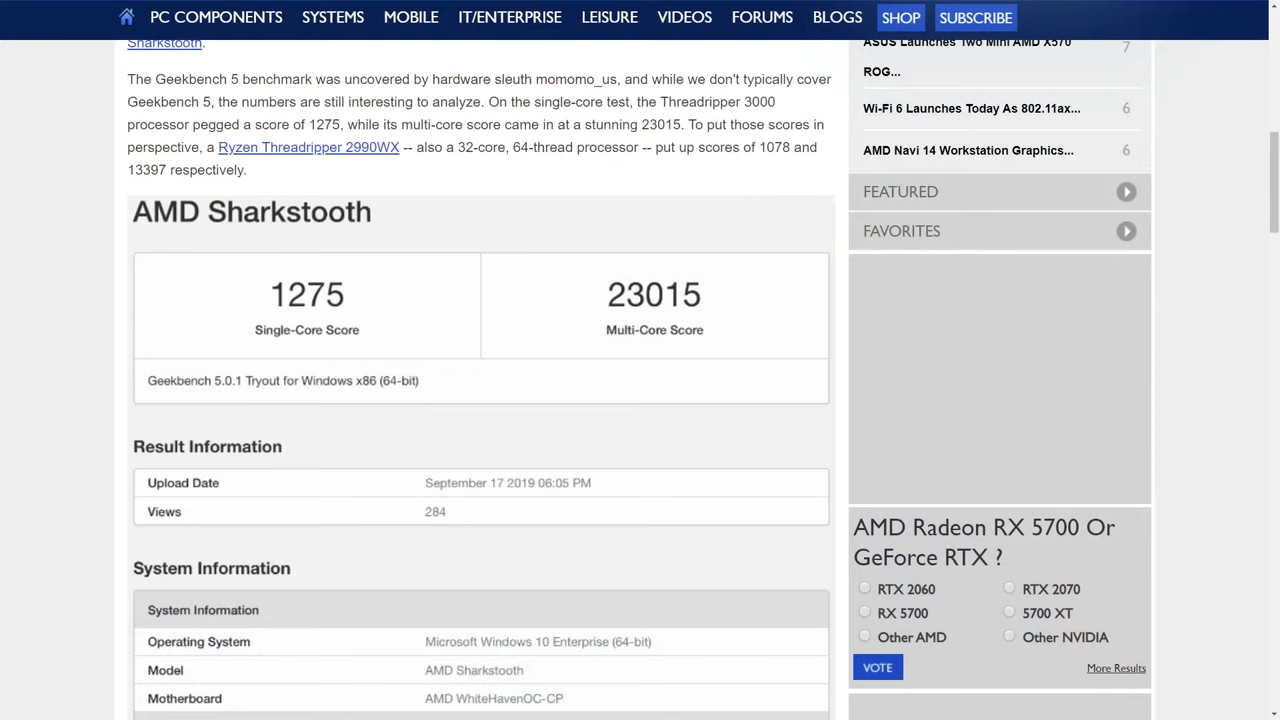 PC COMPONENTS SYSTEMS MOBILE IT/ENTERPRISE LEISURE VIDEOS FORUMS BLOGS SHOP SUBSCRIBE
Sharkstooth.
The Geekbench 5 benchmark was uncovered by hardware sleuth momomo_us, and while we don't typically cover
Geekbench 5, the numbers are still interesting to analyze. On the single-core test, the Threadripper 3000
processor pegged a score of 1275, while its multi-core score came in at a stunning 23015. To put those scores in
perspective, a Ryzen Threadripper 2990WX -- also a 32-core, 64-thread processor -- put up scores of 1078 and
13397 respectively.
AMD Sharkstooth
1275 23015
Single-Core Score Multi-Core Score
Geekbench 5.0.1 Tryout for Windows x86 (64-bit)
Result Information
Upload Date September 17 2019 06:05 PM
Views 284
System Information
System Information
Operating System Microsoft Windows 10 Enterprise (64-bit)
Model AMD Sharkstooth
Motherboard AMD WhiteHavenOC-CP
ASUS Launches Two Mini AMD X570 7
ROG...
Wi-Fi 6 Launches Today As 802.11ax... 6
AMD Navi 14 Workstation Graphics... 6
FEATURED
FAVORITES
AMD Radeon RX 5700 Or
GeForce RTX ?
RTX 2060 RTX 2070
RX 5700 5700 XT
Other AMD Other NVIDIA
VOTE More Results